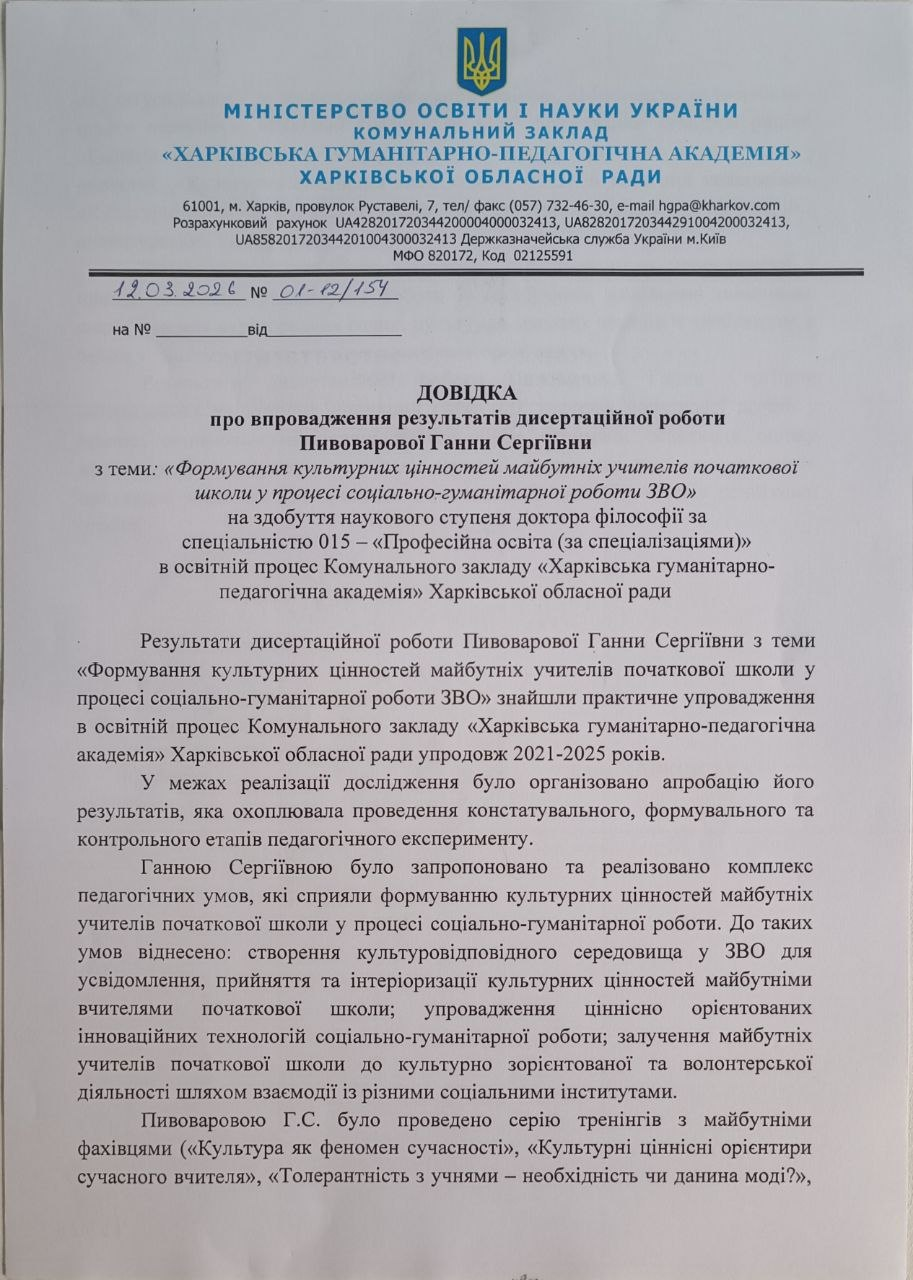 МІНІСТЕРСТВО ОСВІТИ І НАУКИ УКРАЇНИ
КОМУНАЛЬНИЙ ЗАКЛАД
«ХАРКІВСЬКА ГУМАНІТАРНО-ПЕДАГОГІЧНА АКАДЕМІЯ»
ХАРКІВСЬКОЇ ОБЛАСНОЇ РАДИ
61001, м. Харків, провулок Руставелі, 7, тел/ факс (057) 732-46-30, e-mail hgpa@kharkov.com
Розрахунковий рахунок UA428201720344200004000032413, UA828201720344291004200032413,
UA858201720344201004300032413 Держказначейська служба України м.Київ
МФО 820172, Код 02125591
12.03.2026 № 01-12/154
на № ___________від________________
ДОВІДКА
про впровадження результатів дисертаційної роботи
Пивоварової Ганни Сергіївни
з теми: «Формування культурних цінностей майбутніх учителів початкової
школи у процесі соціально-гуманітарної роботи ЗВО»
на здобуття наукового ступеня доктора філософії за
спеціальністю 015 – «Професійна освіта (за спеціалізаціями)»
в освітній процес Комунального закладу «Харківська гуманітарно-
педагогічна академія» Харківської обласної ради
Результати дисертаційної роботи Пивоварової Ганни Сергіївни з теми
«Формування культурних цінностей майбутніх учителів початкової школи у
процесі соціально-гуманітарної роботи ЗВО» знайшли практичне упровадження
в освітній процес Комунального закладу «Харківська гуманітарно-педагогічна
академія» Харківської обласної ради упродовж 2021-2025 років.
У межах реалізації дослідження було організовано апробацію його
результатів, яка охоплювала проведення констатувального, формувального та
контрольного етапів педагогічного експерименту.
Ганною Сергіївною було запропоновано та реалізовано комплекс
педагогічних умов, які сприяли формуванню культурних цінностей майбутніх
учителів початкової школи у процесі соціально-гуманітарної роботи. До таких
умов віднесено: створення культуровідповідного середовища у ЗВО для
усвідомлення, прийняття та інтеріоризації культурних цінностей майбутніми
вчителями початкової школи; упровадження ціннісно орієнтованих
інноваційних технологій соціально-гуманітарної роботи; залучення майбутніх
учителів початкової школи до культурно зорієнтованої та волонтерської
діяльності шляхом взаємодії із різними соціальними інститутами.
Пивоваровою Г.С. було проведено серію тренінгів з майбутніми
фахівцями («Культура як феномен сучасності», «Культурні ціннісні орієнтири
сучасного вчителя», «Толерантність з учнями – необхідність чи данина моді?»,